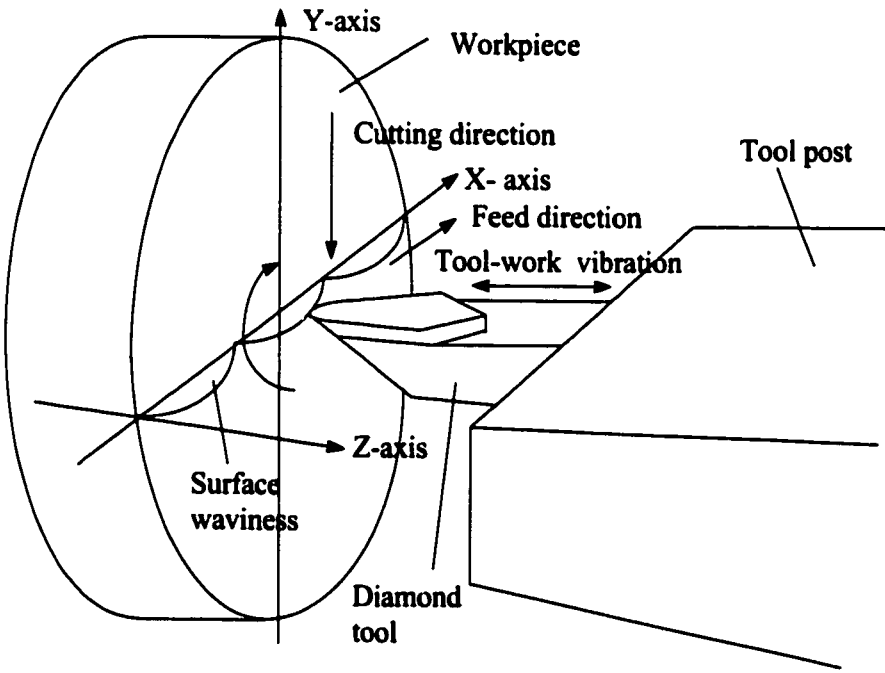 Y-axis
Workpiece
Cutting direction
Tool post
X- axis
Feed direction
Tool-work vibration
Z-axis
Surface
waviness
Diamond
tool